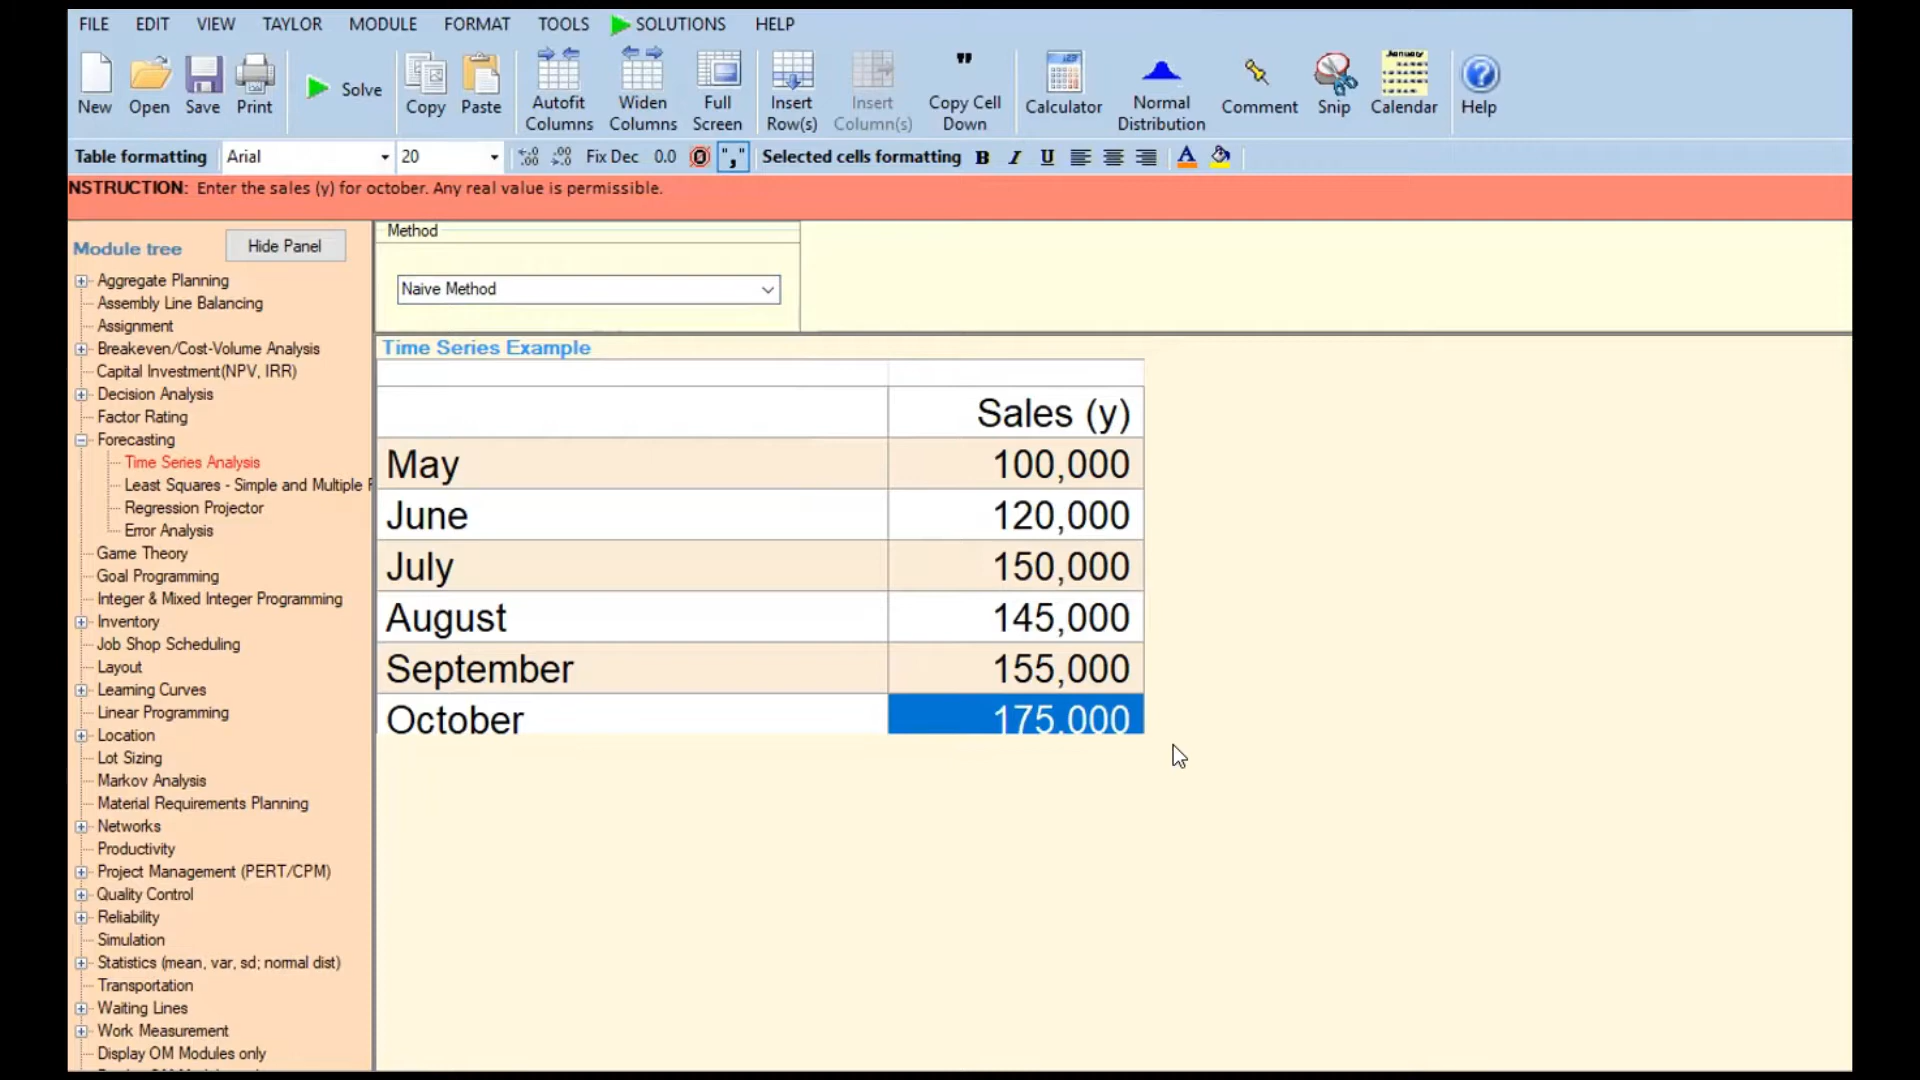 FILE EDIT VIEW TAYLOR MODULE FORMAT TOOLS SOLUTIONS HELP
New Open Save Print Solve Copy Paste Autofit Columns Widen Columns Full Screen Insert Row(s) Insert Column(s) Copy Cell Down Calculator Normal Distribution Comment Snip Calendar Help
Table formatting Arial 20 Fix Dec 0.0 "," Selected cells formatting B I U A
NSTRUCTION: Enter the sales (y) for october. Any real value is permissible.
Module tree
Hide Panel
Aggregate Planning
Assembly Line Balancing
Assignment
Breakeven/Cost-Volume Analysis
Capital Investment(NPV, IRR)
Decision Analysis
Factor Rating
Forecasting
Time Series Analysis
Least Squares - Simple and Multiple
Regression Projector
Error Analysis
Game Theory
Goal Programming
Integer & Mixed Integer Programming
Inventory
Job Shop Scheduling
Layout
Learning Curves
Linear Programming
Location
Lot Sizing
Markov Analysis
Material Requirements Planning
Networks
Productivity
Project Management (PERT/CPM)
Quality Control
Reliability
Simulation
Statistics (mean, var, sd; normal dist)
Transportation
Waiting Lines
Work Measurement
Display OM Modules only
Method
Naive Method
Time Series Example
Sales (y)
May 100,000
June 120,000
July 150,000
August 145,000
September 155,000
October 175,000